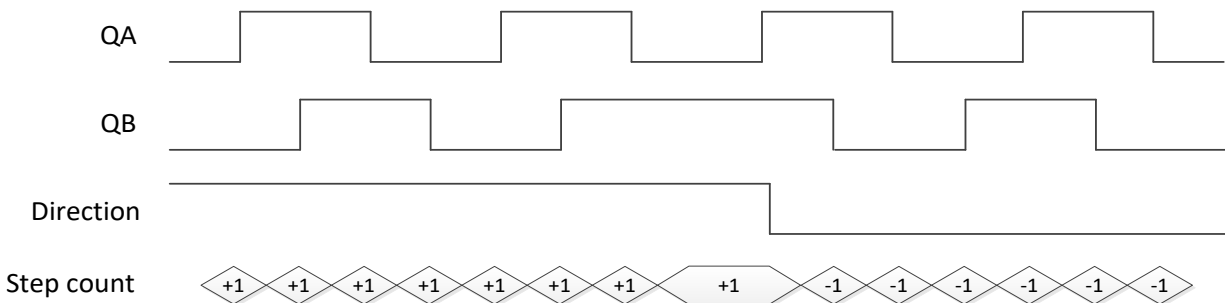 QA
QB
Direction
Step count +1 +1 +1 +1 +1 +1 +1 +1 -1 -1 -1 -1 -1 -1